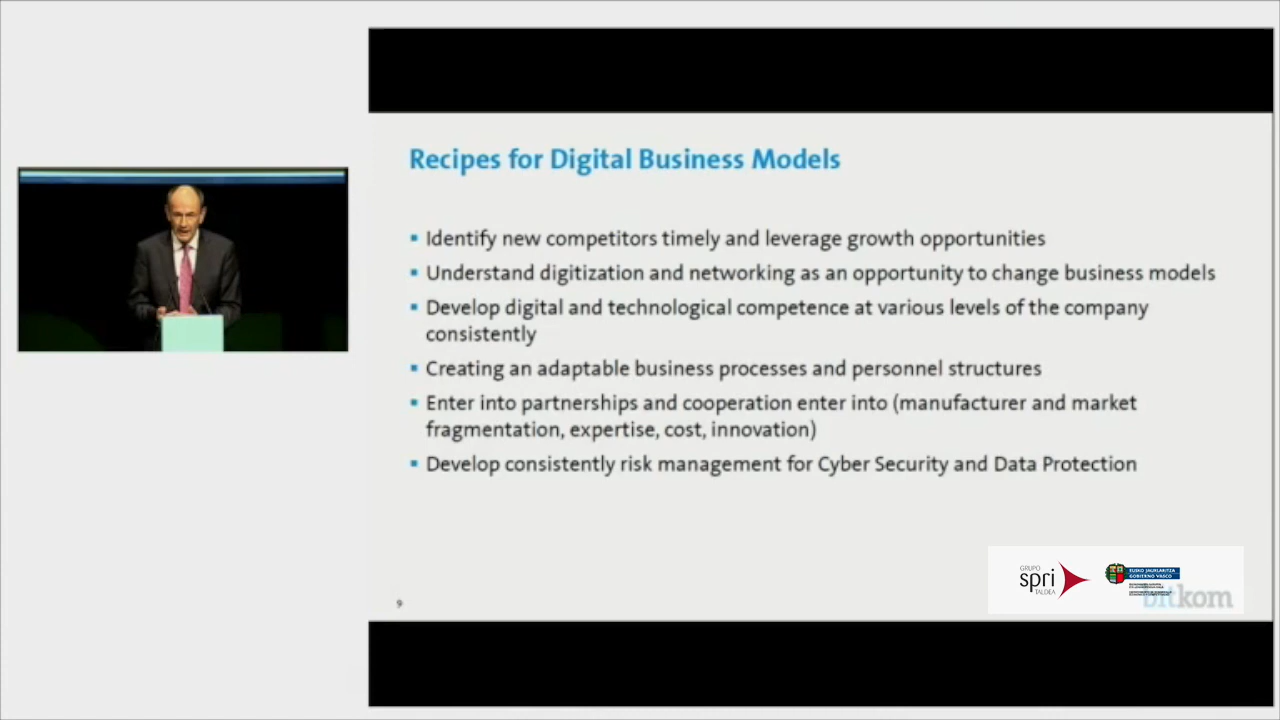 Recipes for Digital Business Models
Identify new competitors timely and leverage growth opportunities
Understand digitization and networking as an opportunity to change business models
Develop digital and technological competence at various levels of the company
consistently
Creating an adaptable business processes and personnel structures
Enter into partnerships and cooperation enter into (manufacturer and market
fragmentation, expertise, cost, innovation)
Develop consistently risk management for Cyber Security and Data Protection
9
GRUPO
spri
TALDEA
EUSKO JAURLARITZA
GOBIERNO VASCO
bitkom